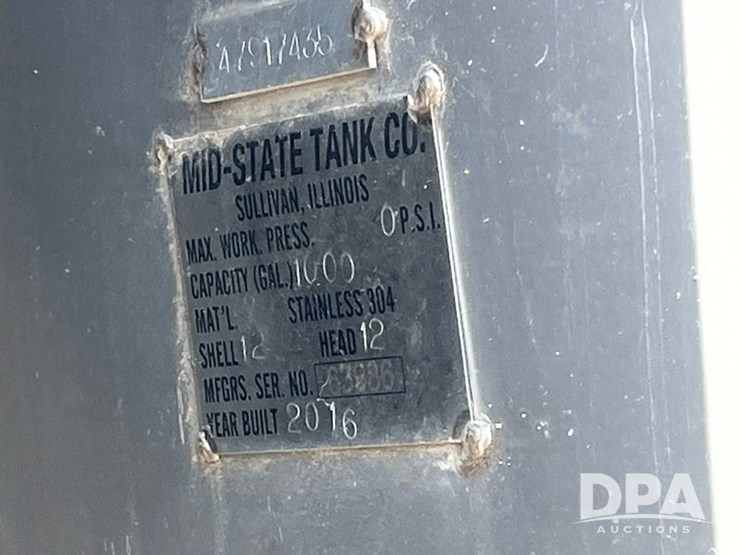 47917435
MID-STATE TANK CO.
SULLIVAN, ILLINOIS
MAX. WORK. PRESS. 0 P.S.I.
CAPACITY (GAL.) 1000
MAT'L. STAINLESS 304
SHELL 12 HEAD 12
MFGRS. SER. NO.
YEAR BUILT 2016
DPA
AUCTIONS